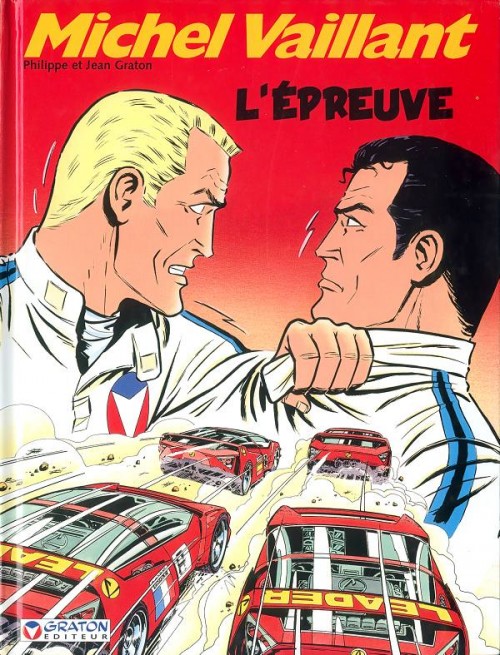 Michel Vaillant
Philippe et Jean Graton
L'ÉPREUVE
LEADER
LEADER
GRATON
EDITEUR